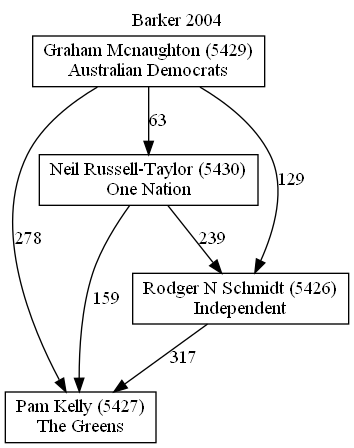 Barker 2004
Graham Mcnaughton (5429)
Australian Democrats
63
Neil Russell-Taylor (5430)
One Nation
129
278
159
239
Rodger N Schmidt (5426)
Independent
317
Pam Kelly (5427)
The Greens